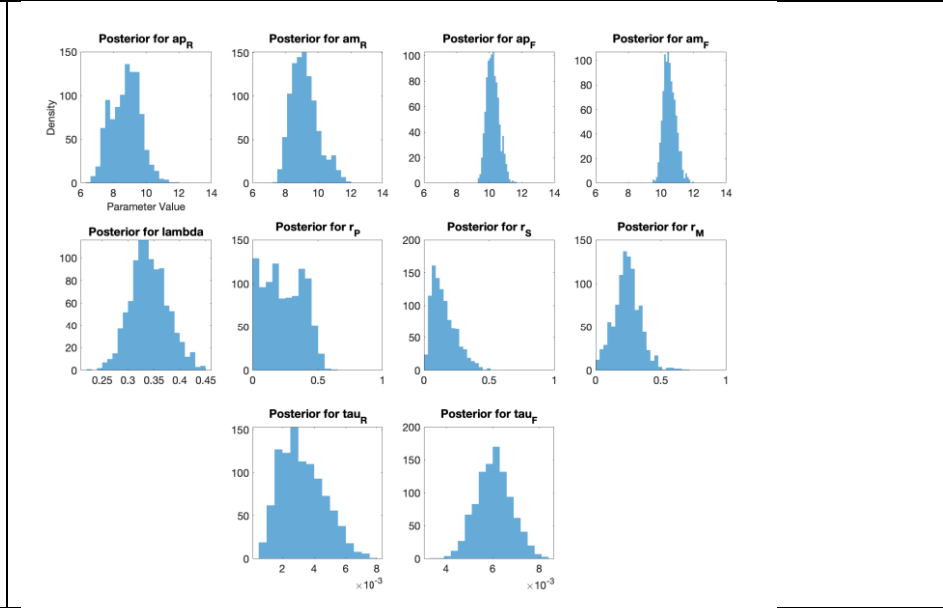 Posterior for ap_R Posterior for am_R Posterior for ap_F Posterior for am_F
150 150 100 100
100 100 80 80
60 60
50 50 40 40
20 20
0 0 0 0
Density
6 8 10 12 14 6 8 10 12 14 6 8 10 12 14 6 8 10 12 14
Parameter Value
Posterior for lambda Posterior for r_P Posterior for r_S Posterior for r_M
100 150 200 150
80 100 150 100
60 100
40 50 50 50
20
0 0 0 0
0.25 0.3 0.35 0.4 0.45 0 0.5 1 0 0.5 1 0 0.5 1
Posterior for tau_R Posterior for tau_F
150 200
100 150
100
50 50
0 0
2 4 6 8 4 6 8
×10^-3 ×10^-3